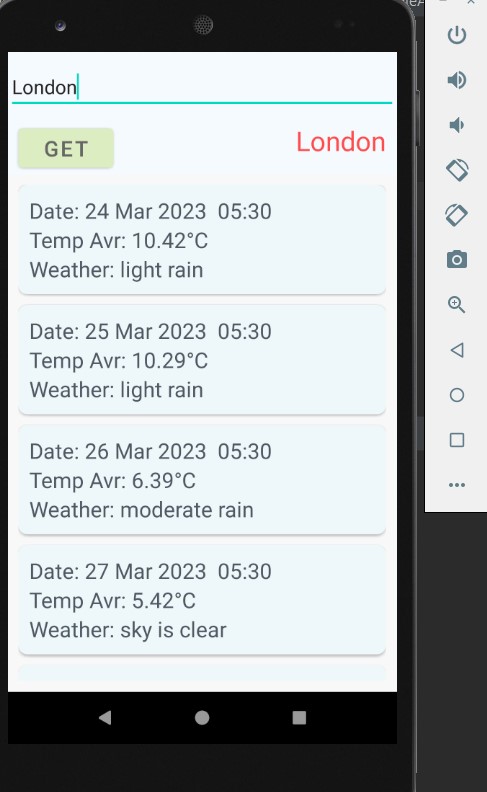 London
GET
London
Date: 24 Mar 2023  05:30
Temp Avr: 10.42°C
Weather: light rain
Date: 25 Mar 2023  05:30
Temp Avr: 10.29°C
Weather: light rain
Date: 26 Mar 2023  05:30
Temp Avr: 6.39°C
Weather: moderate rain
Date: 27 Mar 2023  05:30
Temp Avr: 5.42°C
Weather: sky is clear